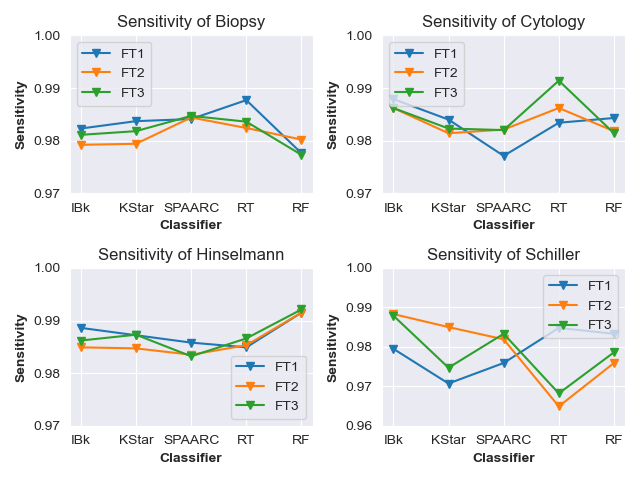 Sensitivity of Biopsy
1.00
0.99
0.98
0.97
Sensitivity
FT1
FT2
FT3
IBk KStar SPAARC RT RF
Classifier
Sensitivity of Cytology
1.00
0.99
0.98
0.97
Sensitivity
FT1
FT2
FT3
IBk KStar SPAARC RT RF
Classifier
Sensitivity of Hinselmann
1.00
0.99
0.98
0.97
Sensitivity
FT1
FT2
FT3
IBk KStar SPAARC RT RF
Classifier
Sensitivity of Schiller
1.00
0.99
0.98
0.97
0.96
Sensitivity
FT1
FT2
FT3
IBk KStar SPAARC RT RF
Classifier